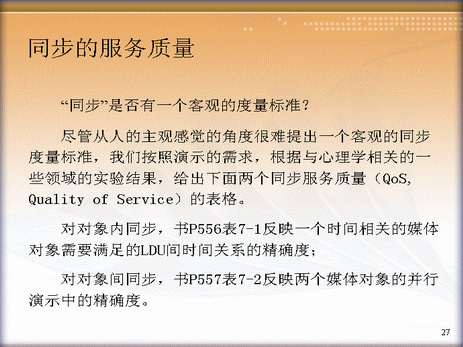 同步的服务质量
“同步”是否有一个客观的度量标准？
尽管从人的主观感觉的角度很难提出一个客观的同步
度量标准，我们按照演示的需求，根据与心理学相关的一
些领域的实验结果，给出下面两个同步服务质量（QoS,
Quality of Service）的表格。
对对象内同步，书P556表7-1反映一个时间相关的媒体
对象需要满足的LDU间时间关系的精确度；
对对象间同步，书P557表7-2反映两个媒体对象的并行
演示中的精确度。
27